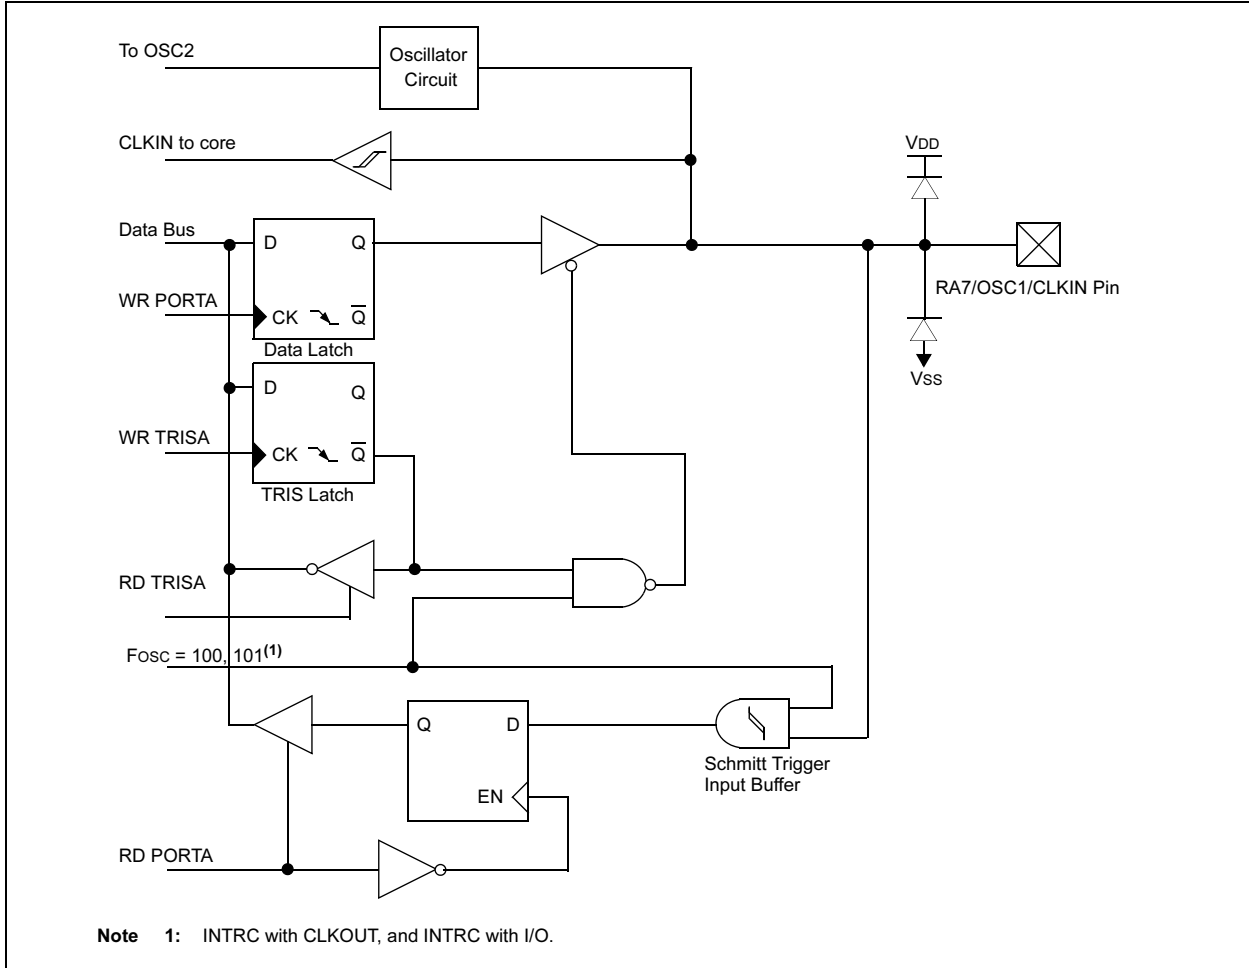 To OSC2
Oscillator
Circuit
CLKIN to core
VDD
Data Bus
D Q
WR PORTA
CK Q̅
Data Latch
RA7/OSC1/CLKIN Pin
VSS
D Q
WR TRISA
CK Q̅
TRIS Latch
RD TRISA
FOSC = 100, 101(1)
Q D
EN
Schmitt Trigger
Input Buffer
RD PORTA
Note 1: INTRC with CLKOUT, and INTRC with I/O.